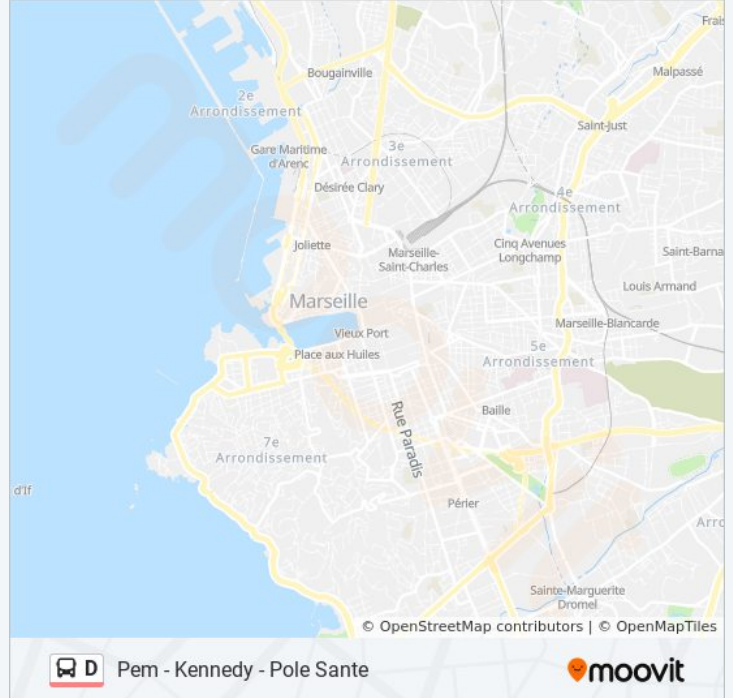 Frais
Bougainville
Malpassé
2e
Arrondissement
Saint-Just
3e
Arrondissement
Gare Maritime
d'Arenc
Désirée Clary
4e
Arrondissement
Joliette
Marseille-
Saint-Charles
Cinq Avenues
Longchamp
Saint-Barna
Louis Armand
Marseille
Marseille-Blancarde
Vieux Port
Place aux Huiles
5e
Arrondissement
Rue Paradis
Baille
7e
Arrondissement
d'If
Périer
Arro
Sainte-Marguerite
Dromel
© OpenStreetMap contributors | © OpenMapTiles
D Pem - Kennedy - Pole Sante
moovit